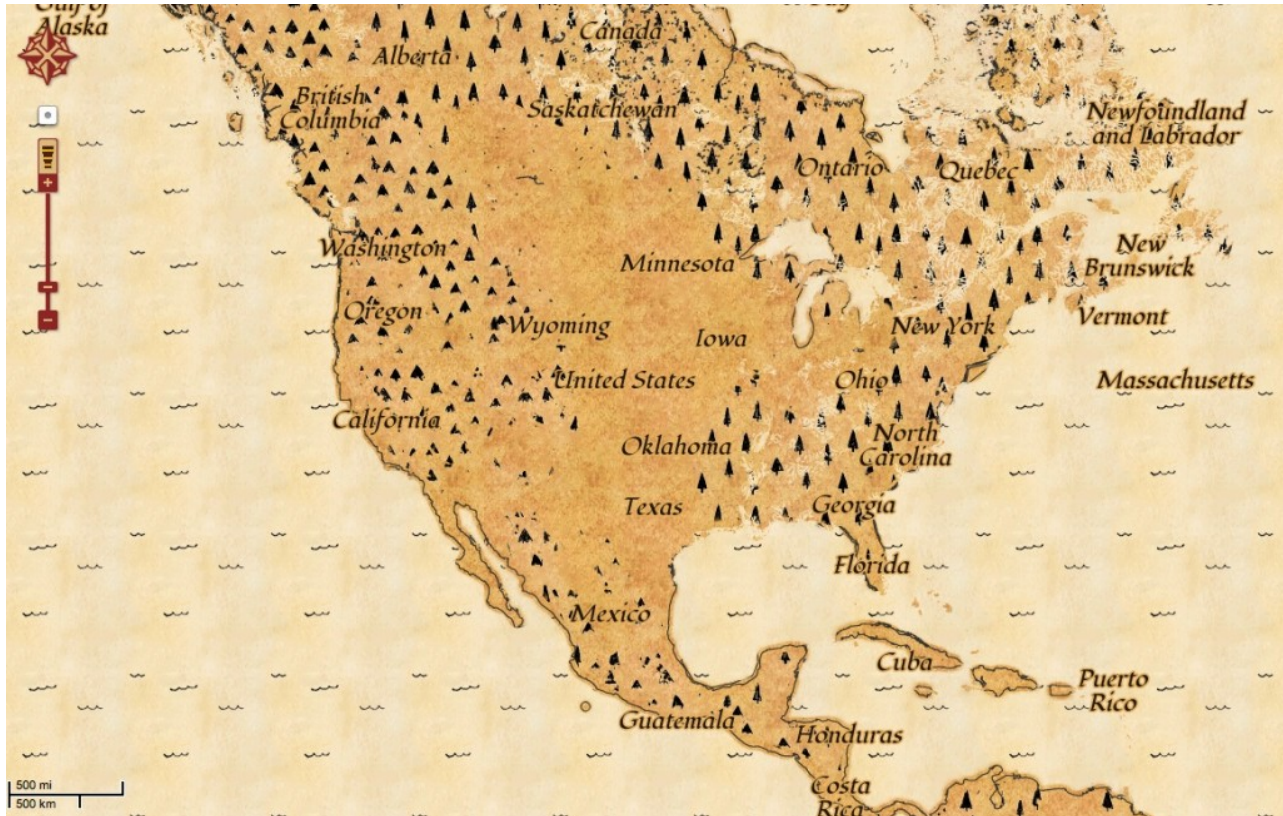 Gulf of
Alaska
Canada
Alberta
British
Columbia
Saskatchewan
Newfoundland
and Labrador
Ontario
Quebec
Washington
Minnesota
New
Brunswick
Oregon
Wyoming
Iowa
New York
Vermont
United States
Ohio
Massachusetts
California
Oklahoma
North
Carolina
Texas
Georgia
Florida
Mexico
Cuba
Puerto
Rico
Guatemala
Honduras
500 mi
500 km
Costa
Rica